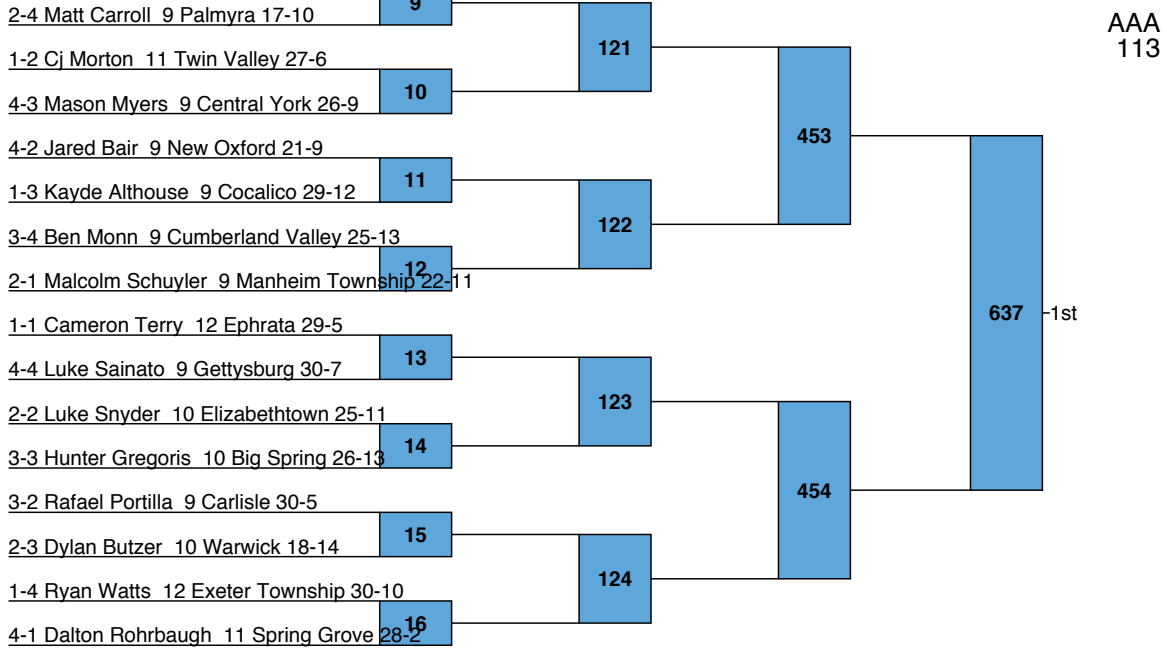 9
2-4 Matt Carroll 9 Palmyra 17-10
AAA
113
121
1-2 Cj Morton 11 Twin Valley 27-6
10
4-3 Mason Myers 9 Central York 26-9
453
4-2 Jared Bair 9 New Oxford 21-9
11
1-3 Kayde Althouse 9 Cocalico 29-12
122
3-4 Ben Monn 9 Cumberland Valley 25-13
12
2-1 Malcolm Schuyler 9 Manheim Township 22-11
637
1st
1-1 Cameron Terry 12 Ephrata 29-5
13
4-4 Luke Sainato 9 Gettysburg 30-7
123
2-2 Luke Snyder 10 Elizabethtown 25-11
14
3-3 Hunter Gregoris 10 Big Spring 26-13
454
3-2 Rafael Portilla 9 Carlisle 30-5
15
2-3 Dylan Butzer 10 Warwick 18-14
124
1-4 Ryan Watts 12 Exeter Township 30-10
16
4-1 Dalton Rohrbaugh 11 Spring Grove 28-2